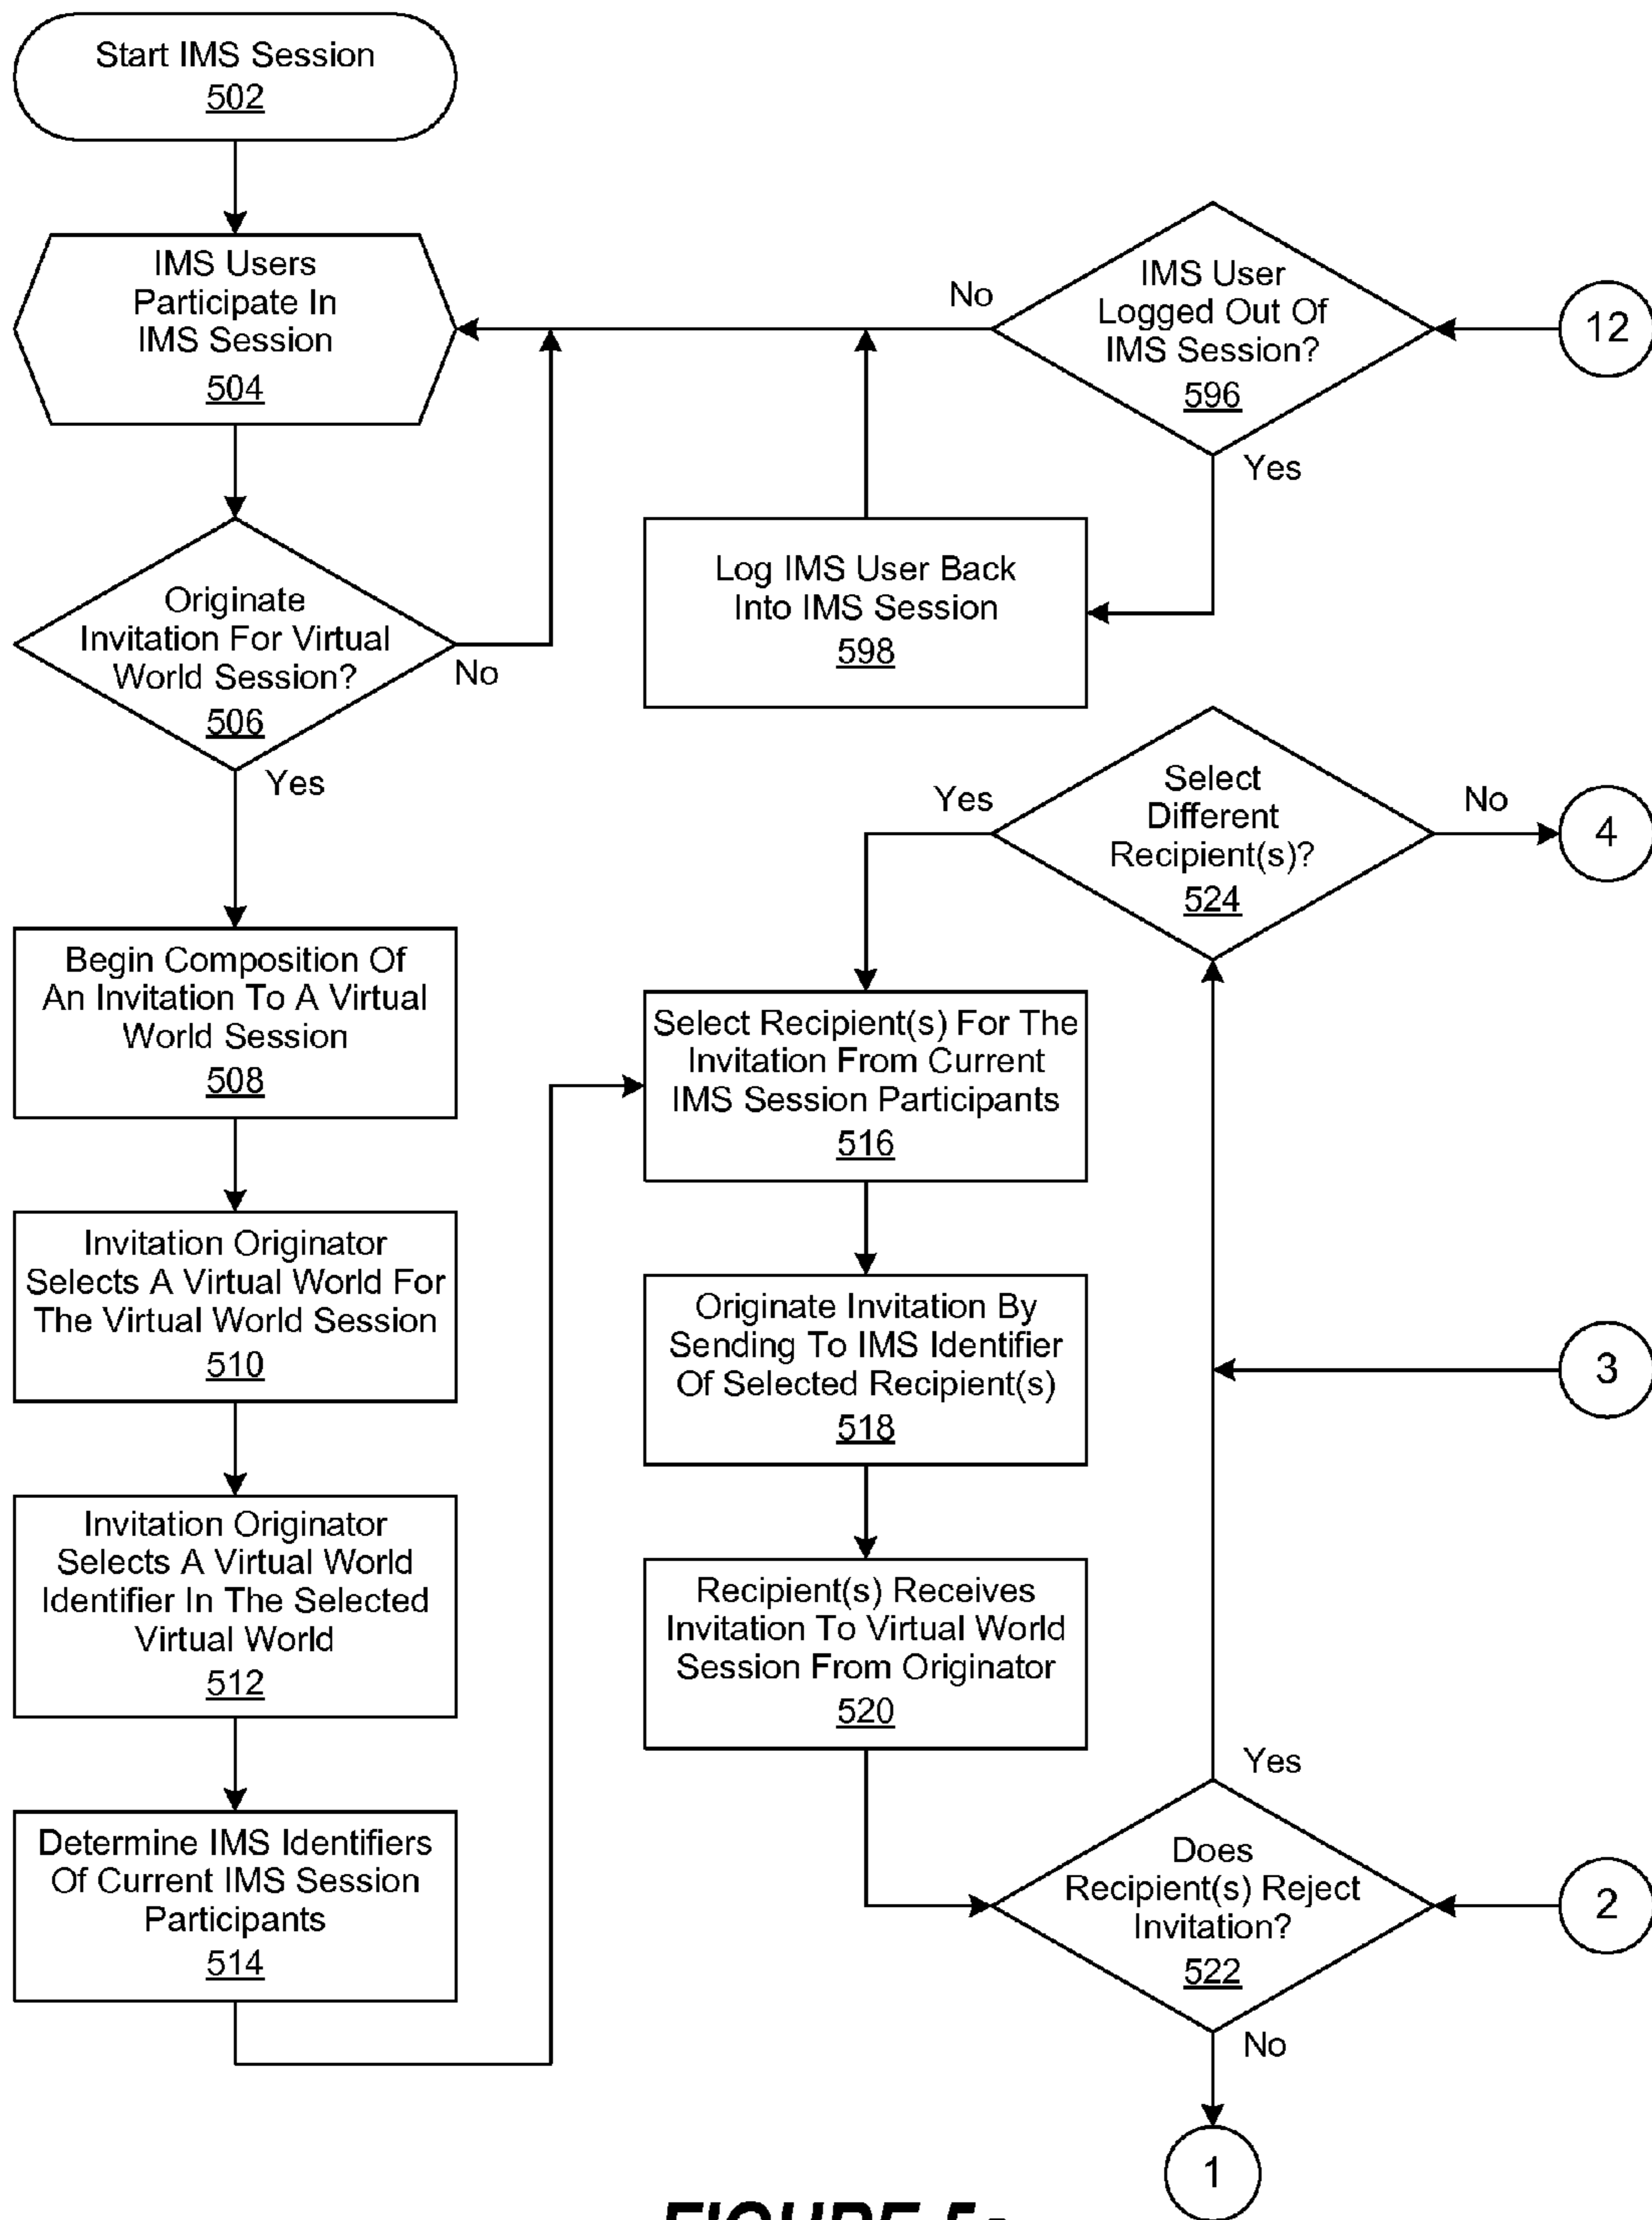 Start IMS Session
502
IMS Users
Participate In
IMS Session
504
Originate
Invitation For Virtual
World Session?
506
No
Yes
Begin Composition Of
An Invitation To A Virtual
World Session
508
Invitation Originator
Selects A Virtual World For
The Virtual World Session
510
Invitation Originator
Selects A Virtual World
Identifier In The Selected
Virtual World
512
Determine IMS Identifiers
Of Current IMS Session
Participants
514
No
IMS User
Logged Out Of
IMS Session?
596
12
Yes
Log IMS User Back
Into IMS Session
598
Yes
Select
Different
Recipient(s)?
524
No
4
Select Recipient(s) For The
Invitation From Current
IMS Session Participants
516
Originate Invitation By
Sending To IMS Identifier
Of Selected Recipient(s)
518
3
Recipient(s) Receives
Invitation To Virtual World
Session From Originator
520
Yes
Does
Recipient(s) Reject
Invitation?
522
2
No
1
FIGURE